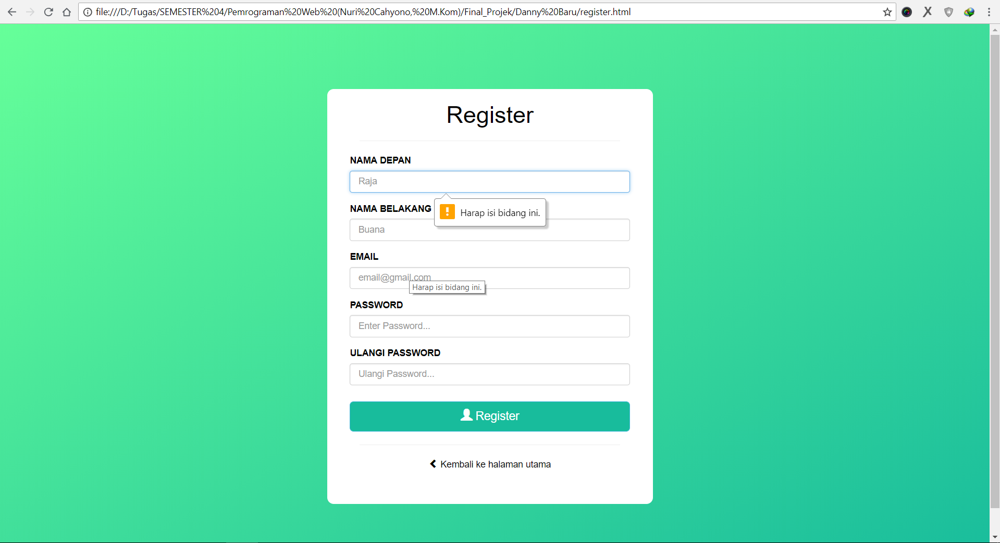 file:///D:/Tugas/SEMESTER%204/Pemrograman%20Web%20(Nuri%20Cahyono,%20M.Kom)/Final_Projek/Danny%20Baru/register.html
Register
NAMA DEPAN
Raja
Harap isi bidang ini.
NAMA BELAKANG
Buana
EMAIL
email@gmail.com
Harap isi bidang ini.
PASSWORD
Enter Password...
ULANGI PASSWORD
Ulangi Password...
Register
Kembali ke halaman utama